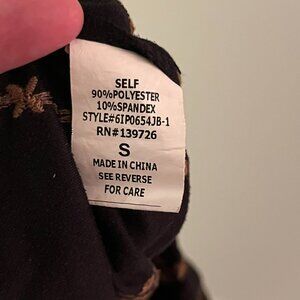 SELF
90%POLYESTER
10%SPANDEX
STYLE#6IP0654JB-1
RN#139726
S
MADE IN CHINA
SEE REVERSE
FOR CARE